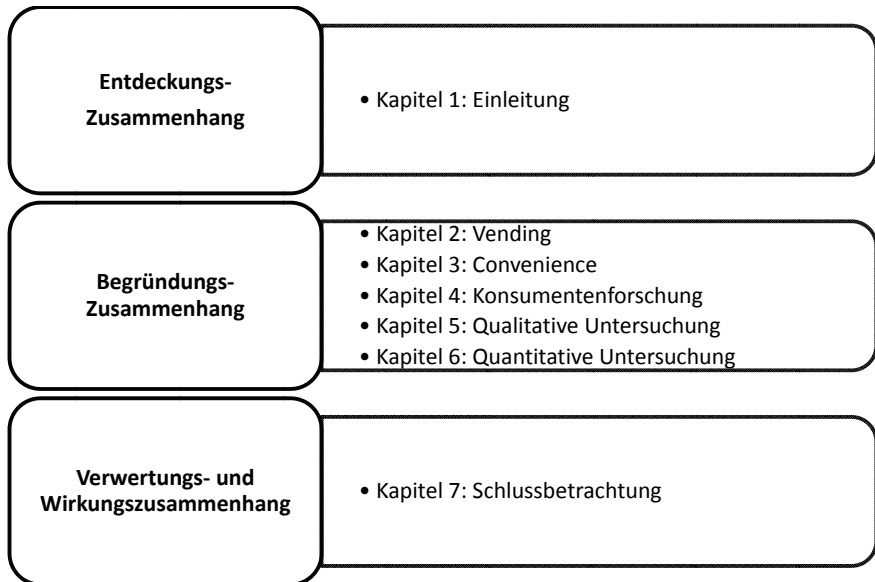 Entdeckungs-
Zusammenhang
• Kapitel 1: Einleitung
Begründungs-
Zusammenhang
• Kapitel 2: Vending
• Kapitel 3: Convenience
• Kapitel 4: Konsumentenforschung
• Kapitel 5: Qualitative Untersuchung
• Kapitel 6: Quantitative Untersuchung
Verwertungs- und
Wirkungszusammenhang
• Kapitel 7: Schlussbetrachtung